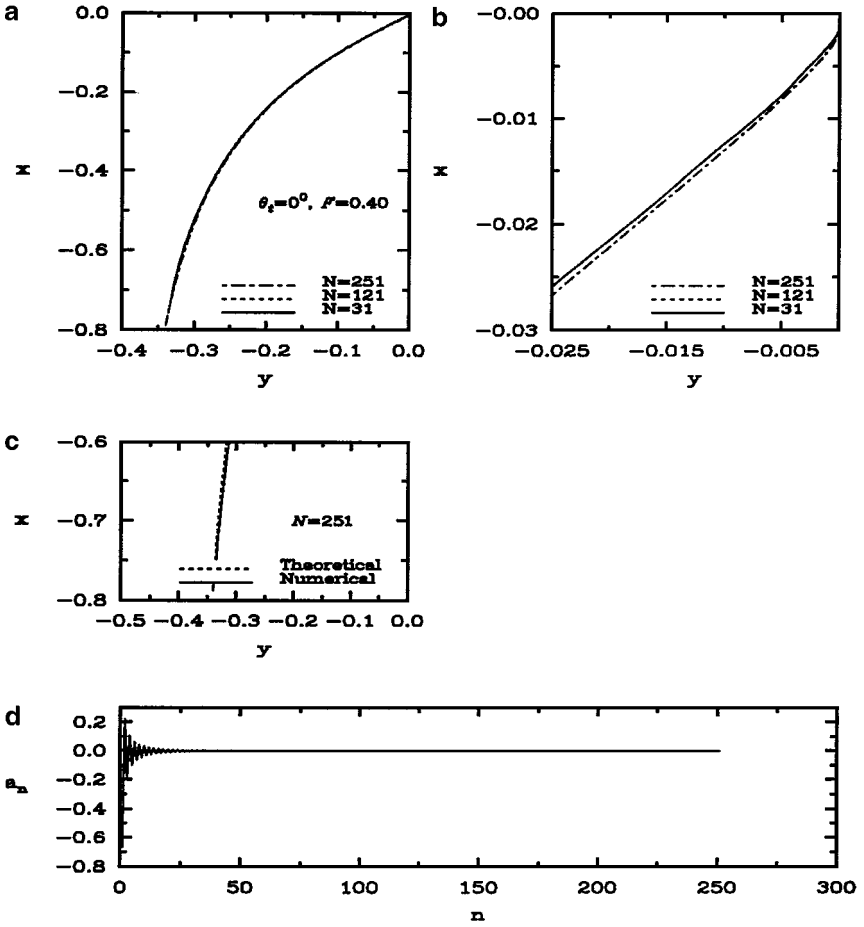 a
0.0
−0.2
−0.4
−0.6
−0.8
x
θt=0⁰, F=0.40
N=251
N=121
N=31
−0.4 −0.3 −0.2 −0.1 0.0
y
b
−0.00
−0.01
−0.02
−0.03
x
N=251
N=121
N=31
−0.025 −0.015 −0.005
y
c
−0.6
−0.7
−0.8
x
N=251
Theoretical
Numerical
−0.5 −0.4 −0.3 −0.2 −0.1 0.0
y
d
0.2
0.0
−0.2
−0.4
−0.6
−0.8
an
0 50 100 150 200 250 300
n